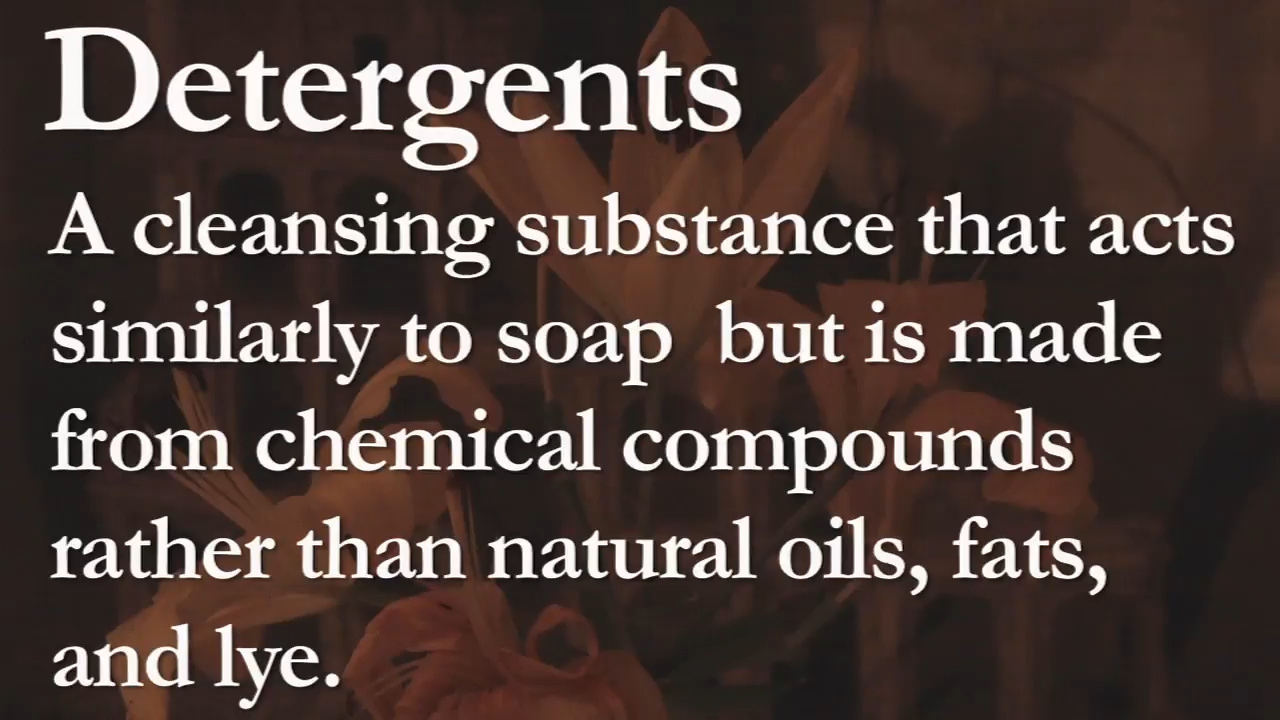 Detergents
A cleansing substance that acts
similarly to soap  but is made
from chemical compounds
rather than natural oils, fats,
and lye.